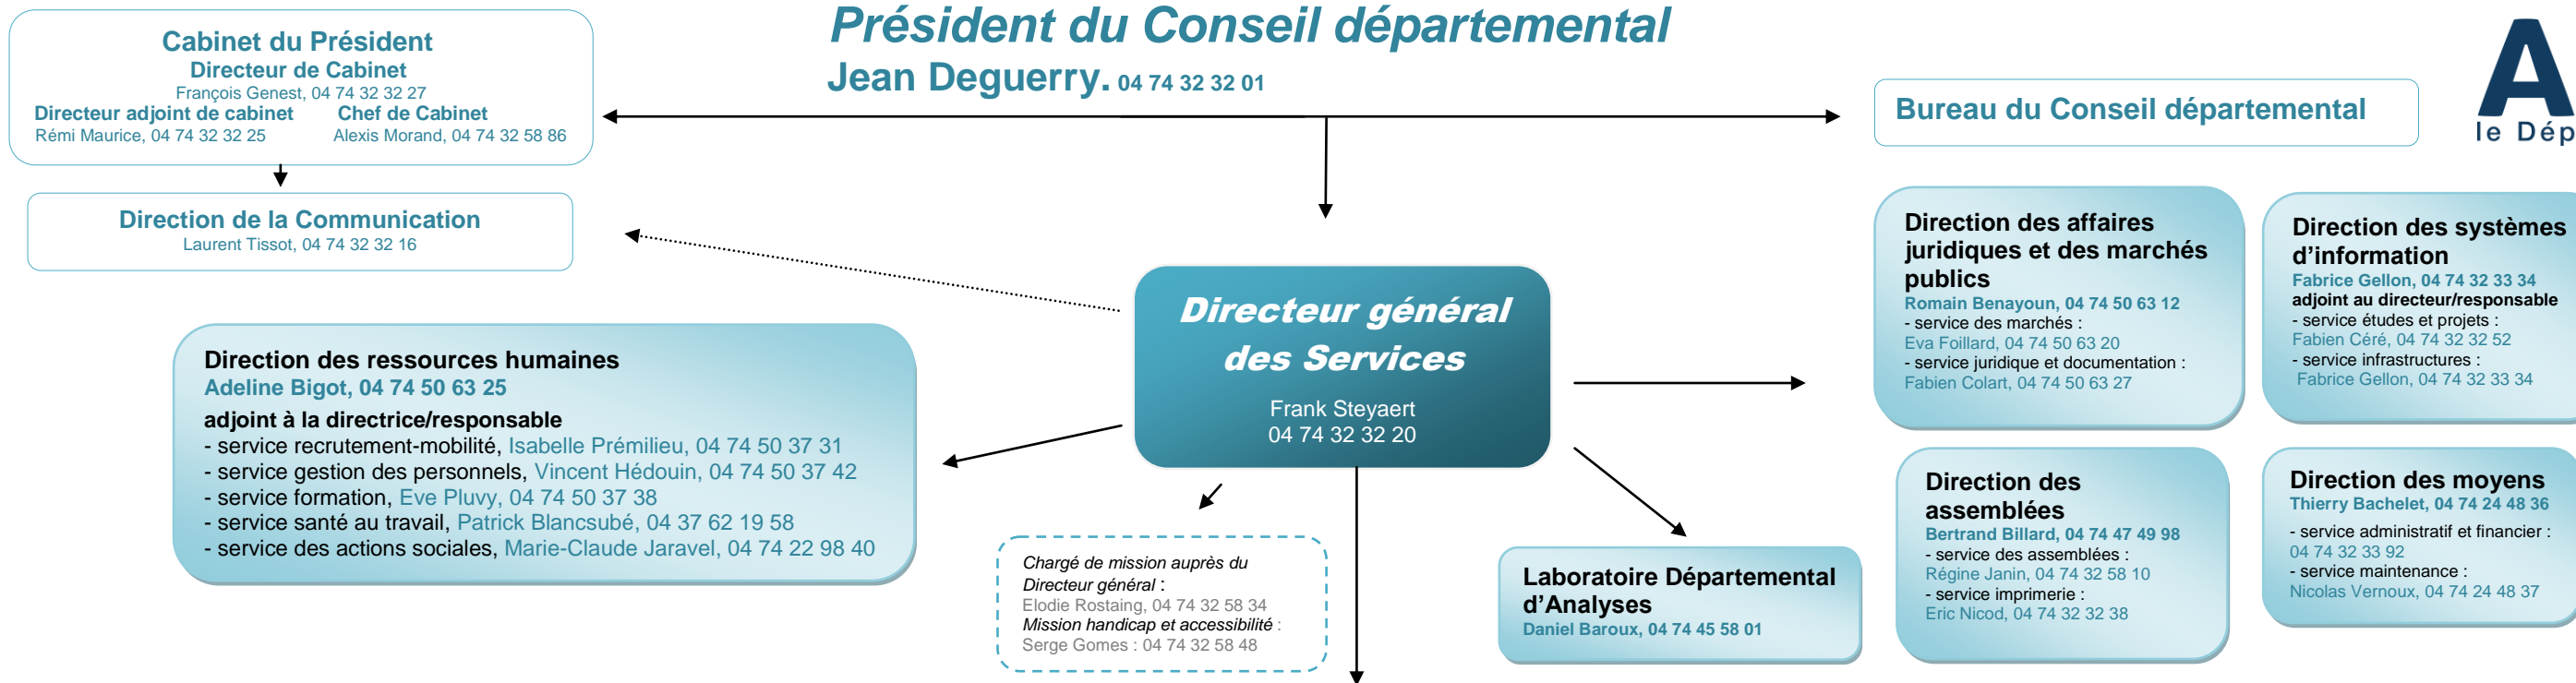 Président du Conseil départemental
Jean Deguerry. 04 74 32 32 01
Cabinet du Président
Directeur de Cabinet
François Genest, 04 74 32 32 27
Directeur adjoint de cabinet Chef de Cabinet
Rémi Maurice, 04 74 32 32 25 Alexis Morand, 04 74 32 58 86
Bureau du Conseil départemental
A
le Dép
Direction de la Communication
Laurent Tissot, 04 74 32 32 16
Directeur général
des Services
Frank Steyaert
04 74 32 32 20
Direction des ressources humaines
Adeline Bigot, 04 74 50 63 25
adjoint à la directrice/responsable
- service recrutement-mobilité, Isabelle Prémilieu, 04 74 50 37 31
- service gestion des personnels, Vincent Hédouin, 04 74 50 37 42
- service formation, Eve Pluvy, 04 74 50 37 38
- service santé au travail, Patrick Blancsubé, 04 37 62 19 58
- service des actions sociales, Marie-Claude Jaravel, 04 74 22 98 40
Chargé de mission auprès du
Directeur général :
Elodie Rostaing, 04 74 32 58 34
Mission handicap et accessibilité :
Serge Gomes : 04 74 32 58 48
Laboratoire Départemental
d'Analyses
Daniel Baroux, 04 74 45 58 01
Direction des affaires
juridiques et des marchés
publics
Romain Benayoun, 04 74 50 63 12
- service des marchés :
Eva Foillard, 04 74 50 63 20
- service juridique et documentation :
Fabien Colart, 04 74 50 63 27
Direction des systèmes
d'information
Fabrice Gellon, 04 74 32 33 34
adjoint au directeur/responsable
- service études et projets :
Fabien Céré, 04 74 32 32 52
- service infrastructures :
Fabrice Gellon, 04 74 32 33 34
Direction des
assemblées
Bertrand Billard, 04 74 47 49 98
- service des assemblées :
Régine Janin, 04 74 32 58 10
- service imprimerie :
Eric Nicod, 04 74 32 32 38
Direction des moyens
Thierry Bachelet, 04 74 24 48 36
- service administratif et financier :
04 74 32 33 92
- service maintenance :
Nicolas Vernoux, 04 74 24 48 37